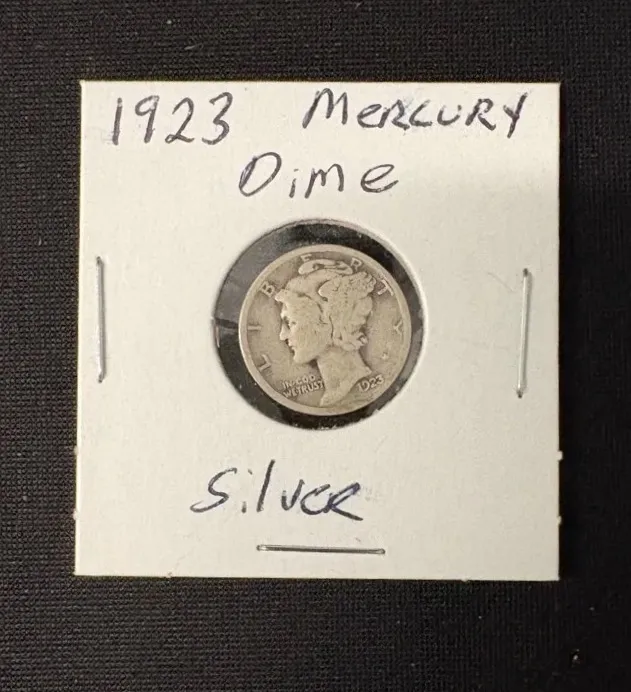 1923 MERCURY
Dime
LIBERTY
IN GOD
WE TRUST
1923
Silver